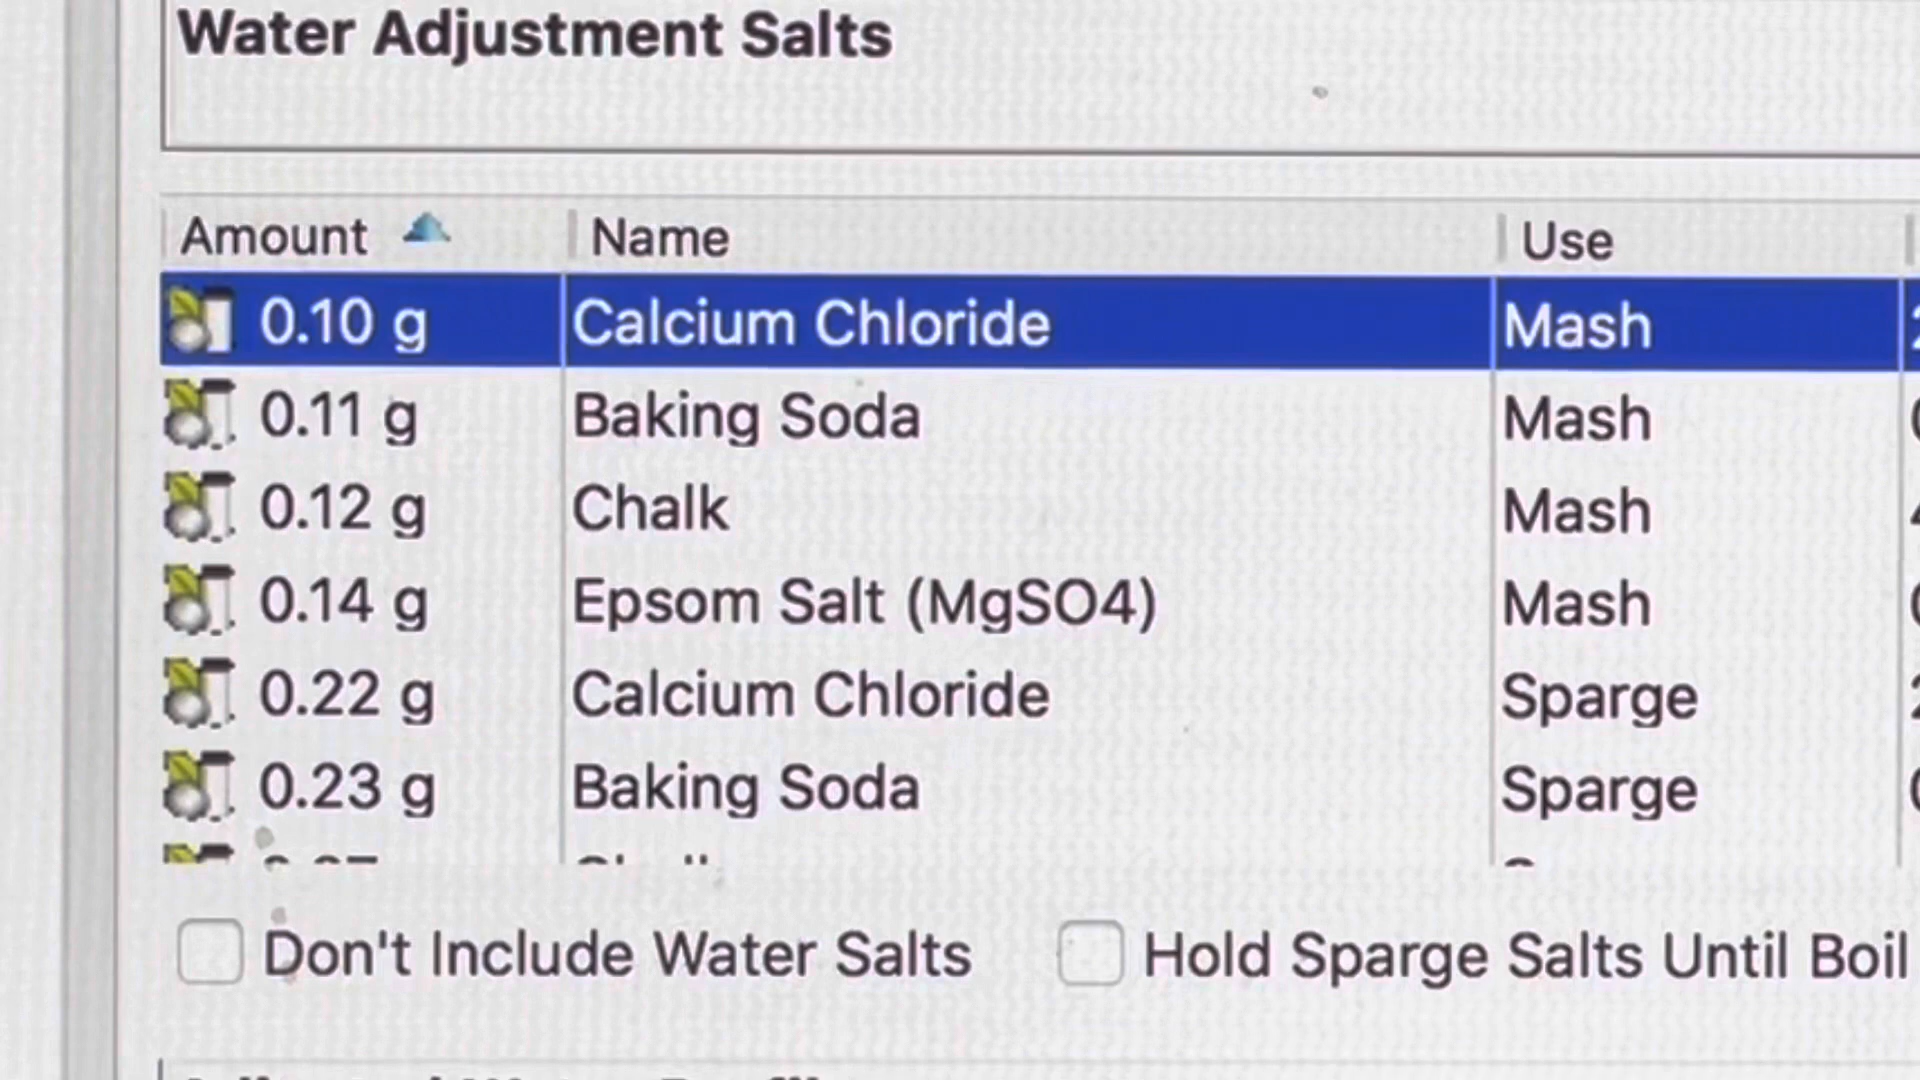 Water Adjustment Salts
Amount Name Use
0.10 g Calcium Chloride Mash
0.11 g Baking Soda Mash
0.12 g Chalk Mash
0.14 g Epsom Salt (MgSO4) Mash
0.22 g Calcium Chloride Sparge
0.23 g Baking Soda Sparge
Don't Include Water Salts Hold Sparge Salts Until Boil